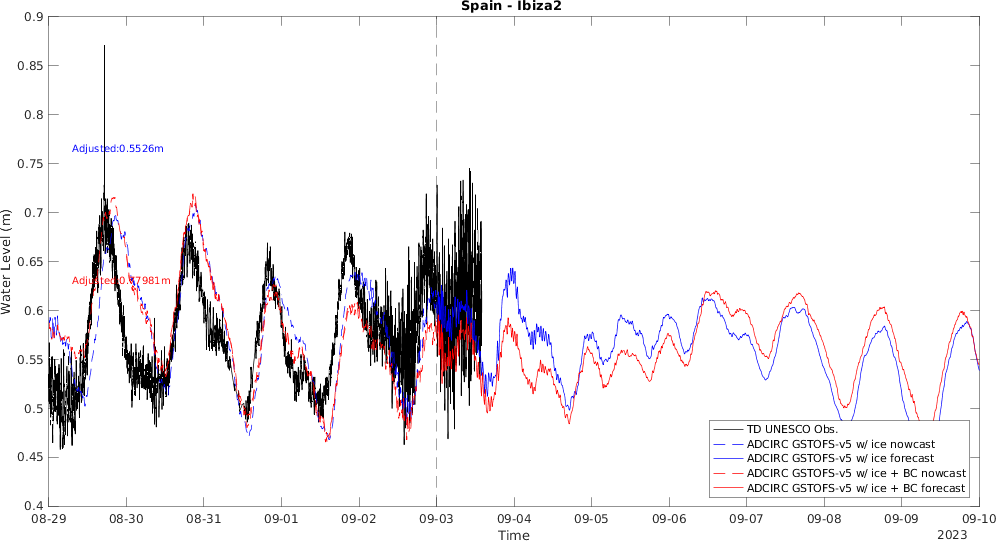 Spain - Ibiza2
0.9
0.85
0.8
0.75
0.7
0.65
0.6
0.55
0.5
0.45
0.4
Water Level (m)
Adjusted:0.5526m
08-29
08-30
08-31
09-01
09-02
09-03
09-04
09-05
09-06
09-07
09-08
09-09
09-10
Time
2023
TD UNESCO Obs.
ADCIRC GSTOFS-v5 w/ ice nowcast
ADCIRC GSTOFS-v5 w/ ice forecast
ADCIRC GSTOFS-v5 w/ ice + BC nowcast
ADCIRC GSTOFS-v5 w/ ice + BC forecast